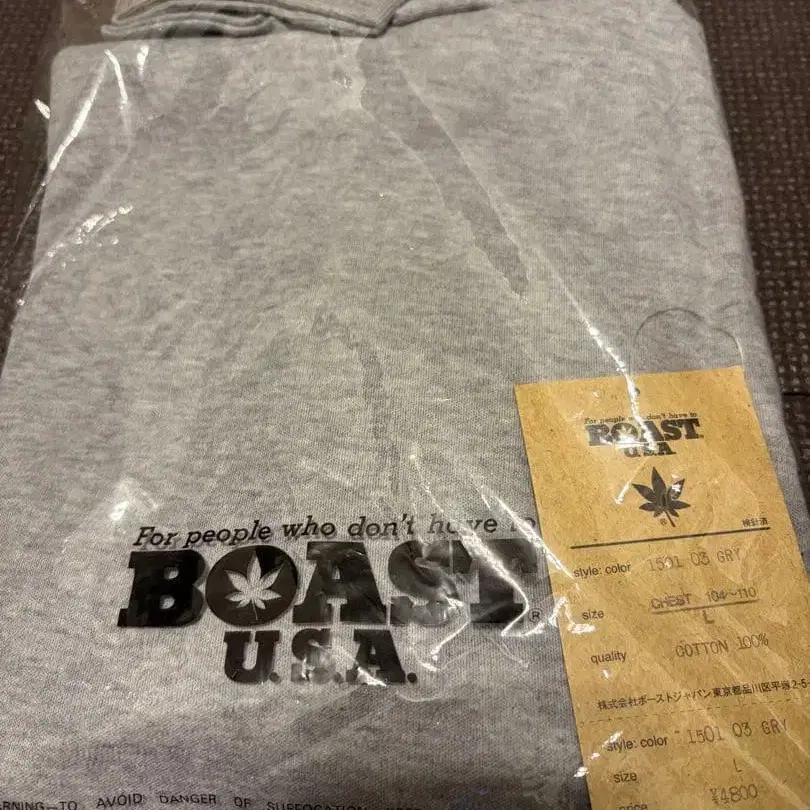 For people who don't have to
BOAST®
U.S.A.
WARNING—TO AVOID DANGER OF SUFFOCATION
For people who don't have to
BOAST
USA
®
検針済
style: color 1501 03 GRY
size CHEST 104~110
L
quality COTTON 100%
株式会社ボーストジャパン東京都品川区平塚2-5-
style: color 1501 03 GRY
size L
price ¥4800